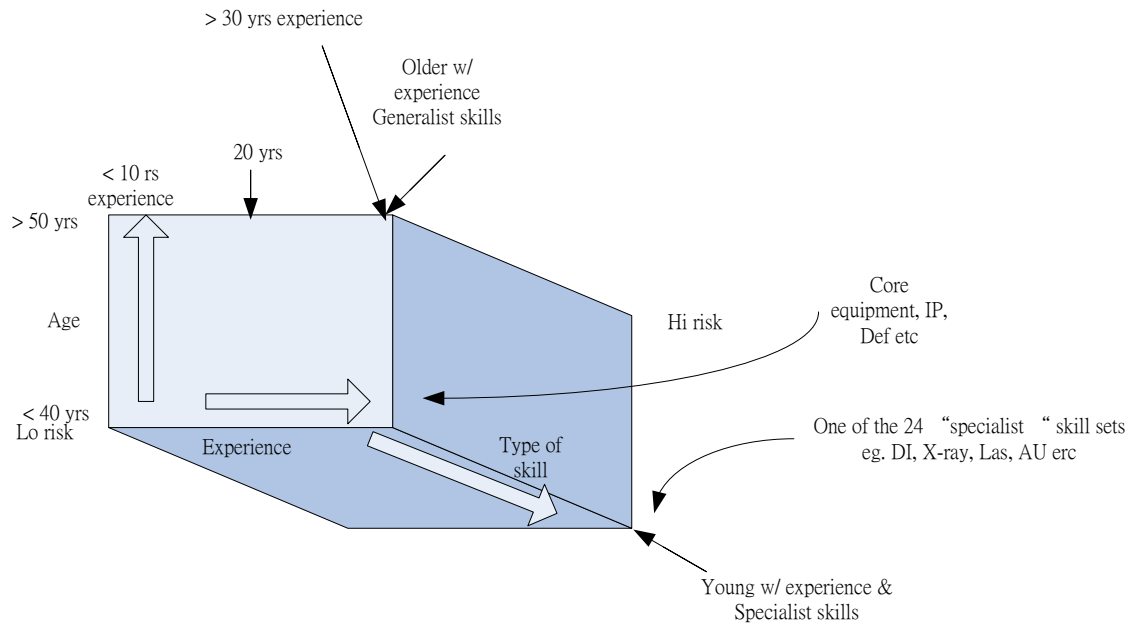 > 30 yrs experience
Older w/
experience
Generalist skills
20 yrs
< 10 rs
experience
> 50 yrs
Age
< 40 yrs
Lo risk
Experience
Type of
skill
Hi risk
Core
equipment, IP,
Def etc
One of the 24 “specialist “ skill sets
eg. DI, X-ray, Las, AU erc
Young w/ experience &
Specialist skills